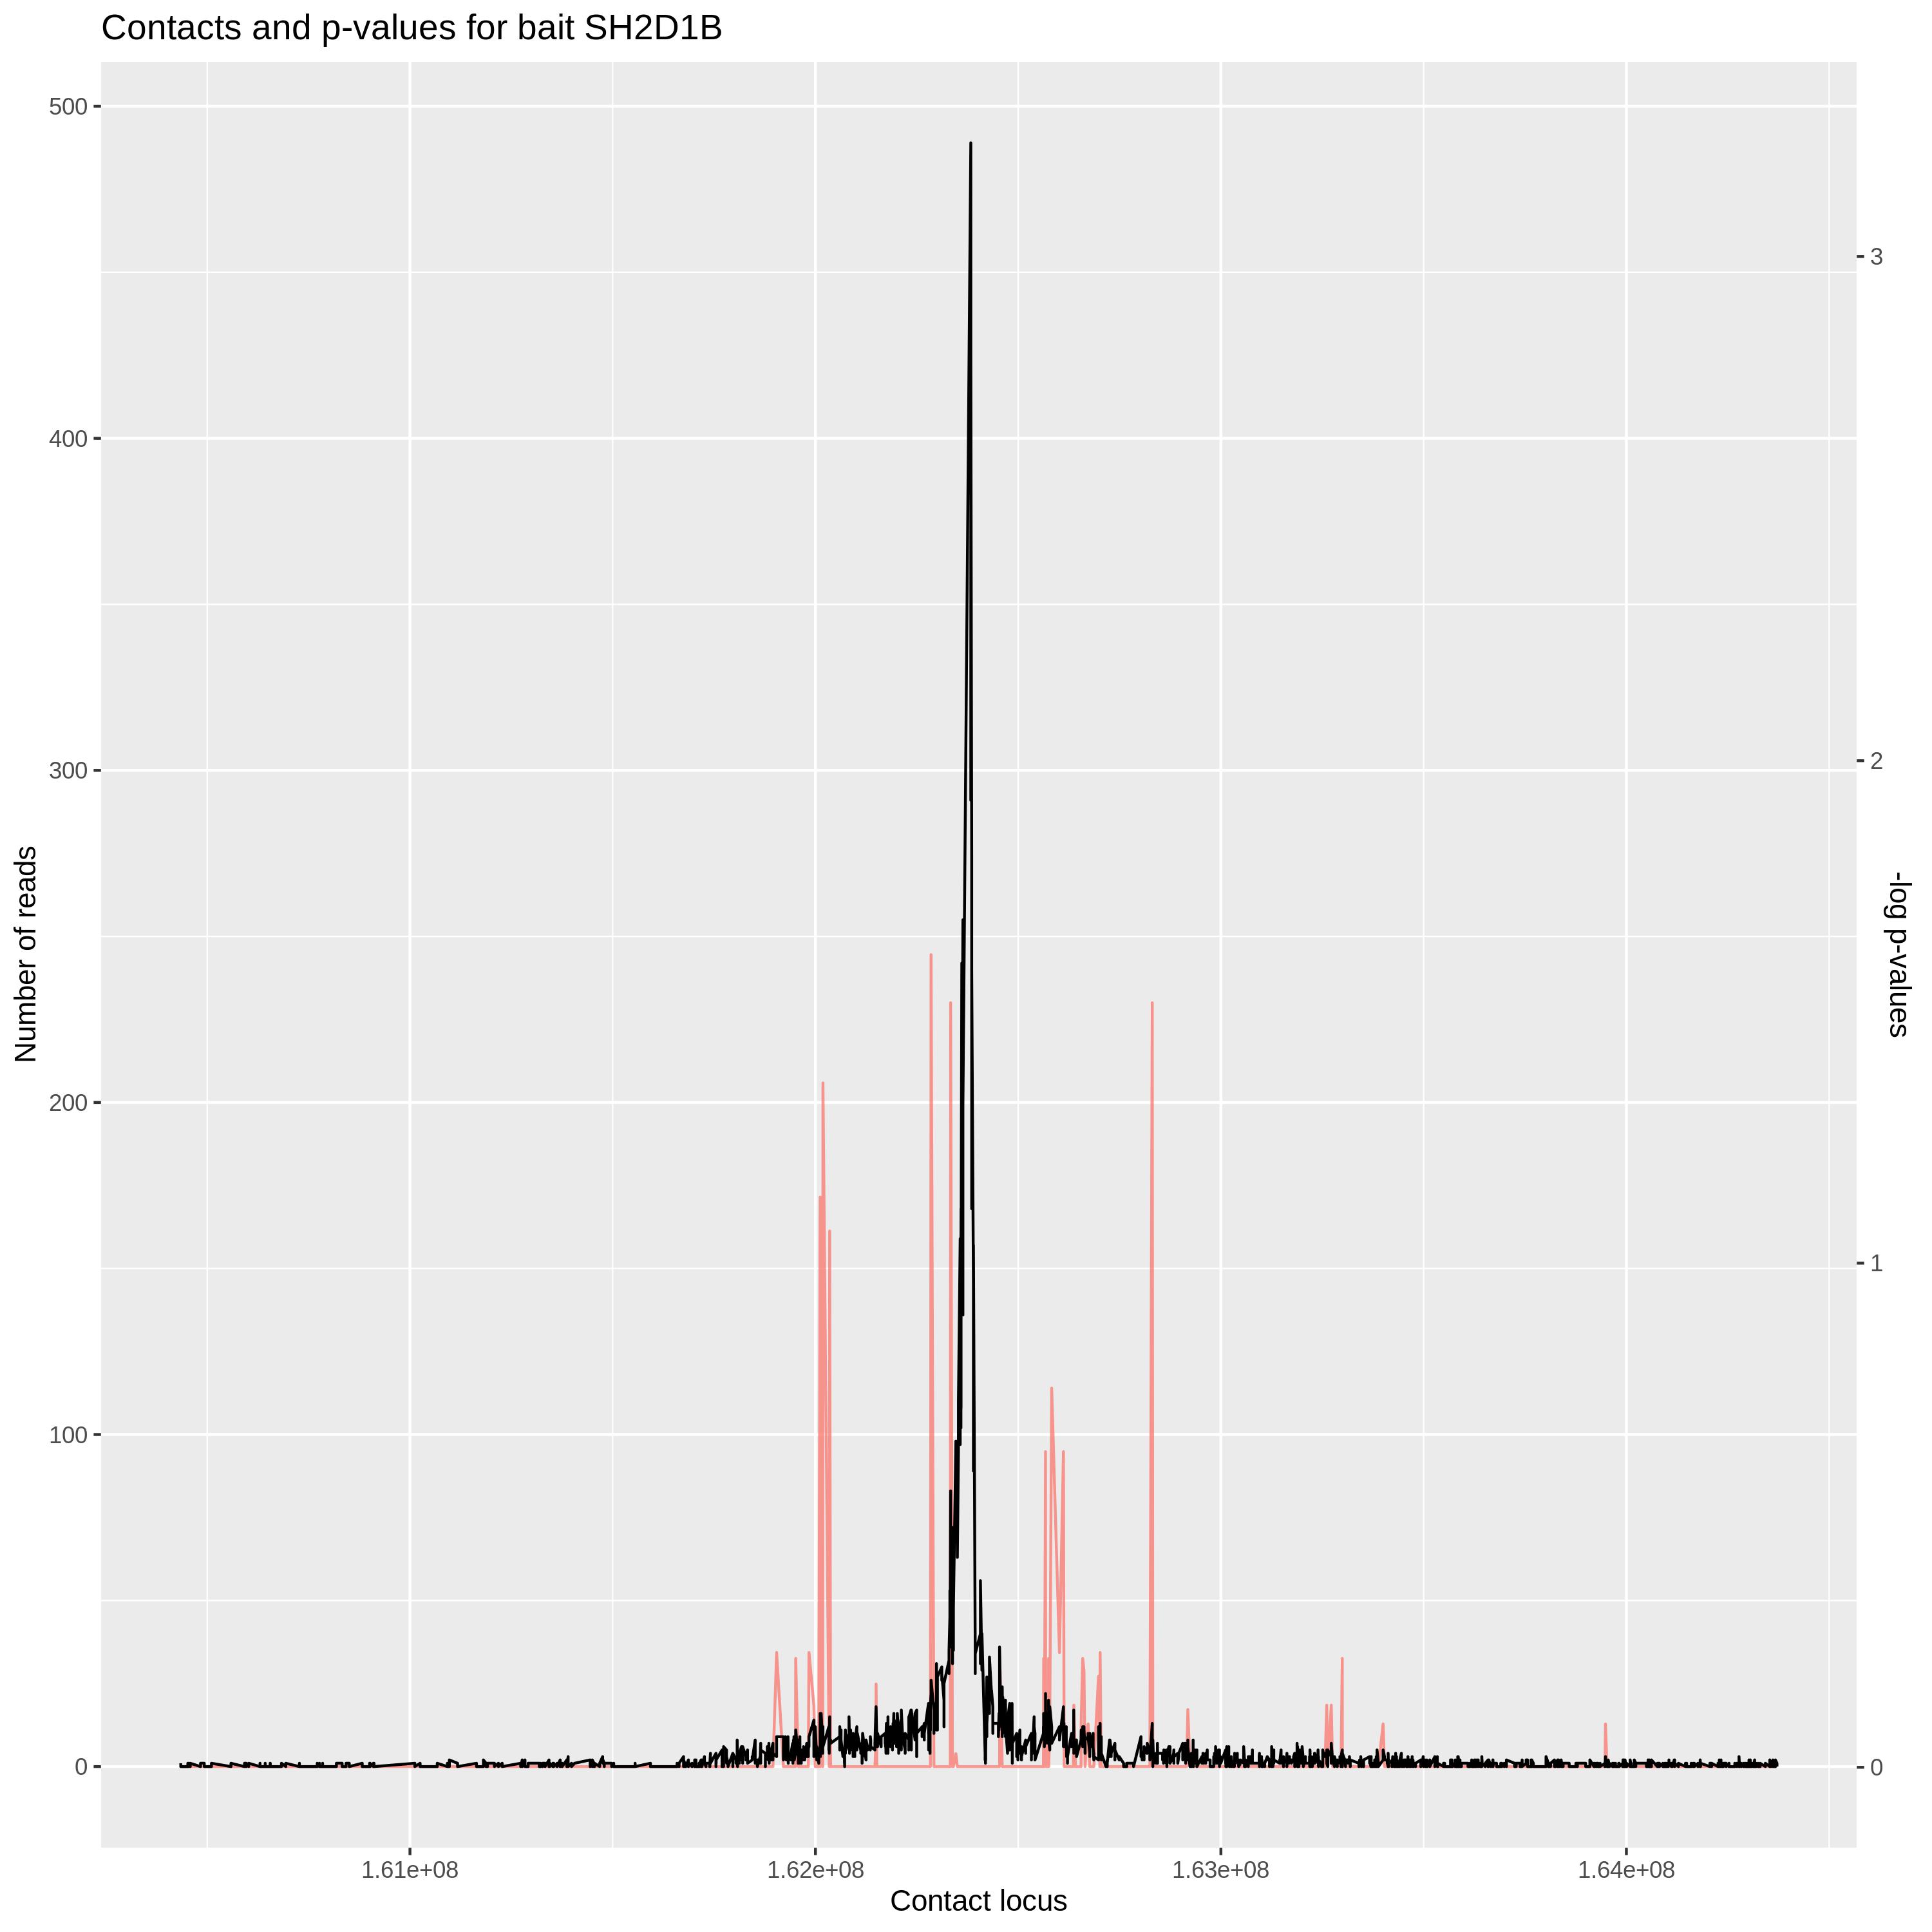 Contacts and p-values for bait SH2D1B
500
400
300
200
100
0
Number of reads
3
2
1
0
-log p-values
1.61e+08
1.62e+08
1.63e+08
1.64e+08
Contact locus